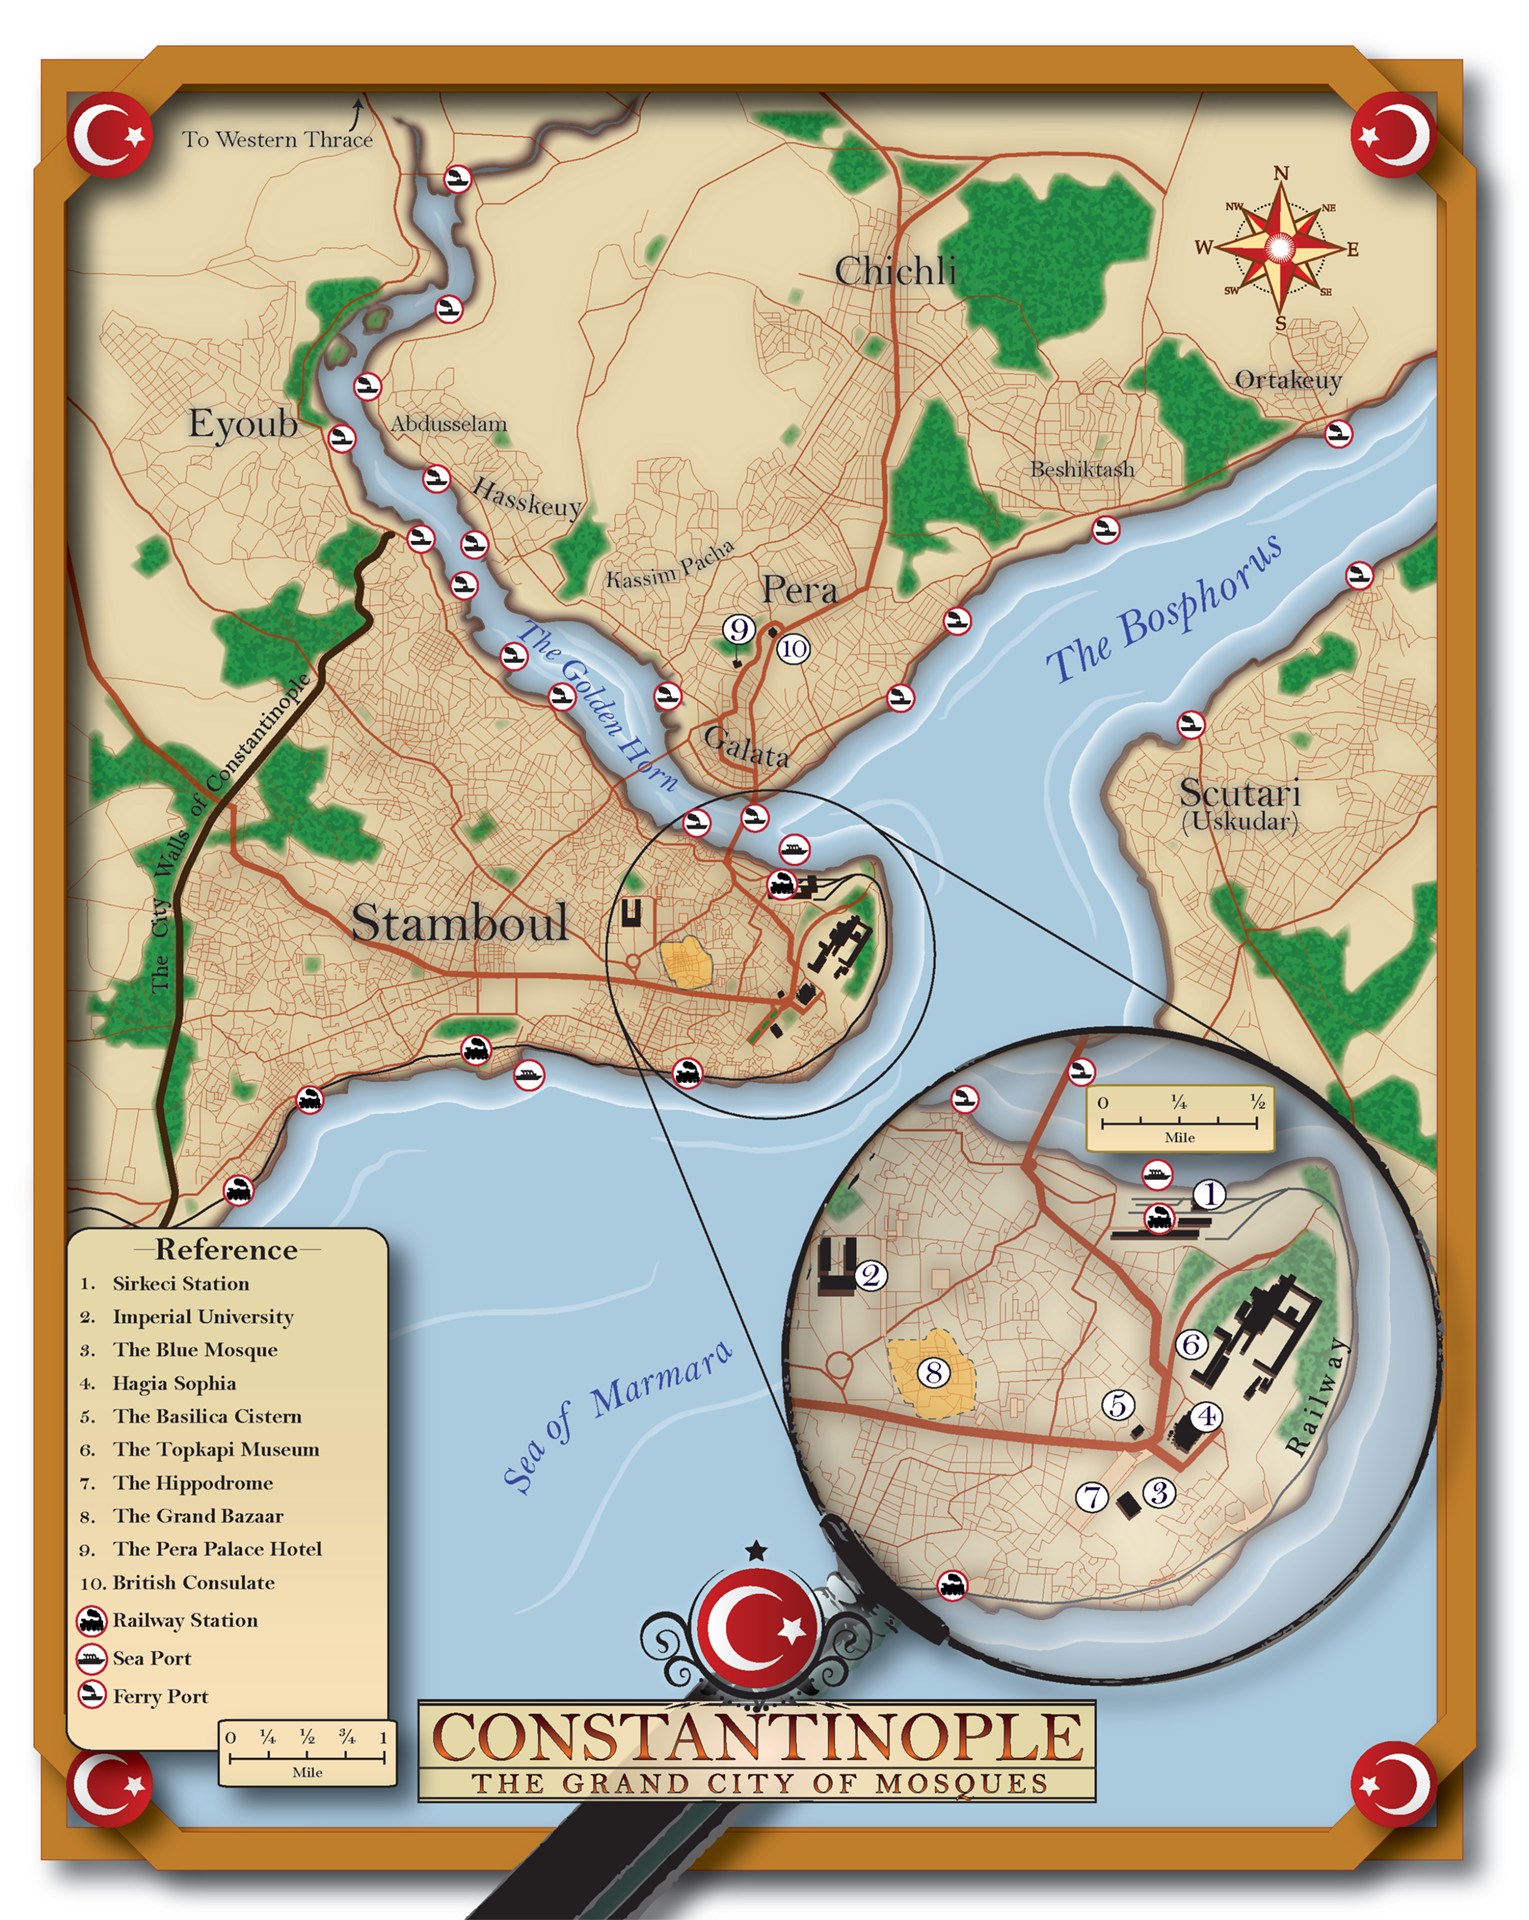 To Western Thrace
N
NW
NE
W
E
SW
SE
S
Chichli
Ortakeuy
Eyoub
Abdusselam
Beshiktash
Hasskeuy
Kassim Pacha
Pera
The Bosphorus
9
10
The Golden Horn
Galata
The City Walls of Constantinople
Scutari
(Uskudar)
Stamboul
0 ¼ ½
Mile
1
2
6
8
5
4
7
3
Railway
Sea of Marmara
Reference
1. Sirkeci Station
2. Imperial University
3. The Blue Mosque
4. Hagia Sophia
5. The Basilica Cistern
6. The Topkapi Museum
7. The Hippodrome
8. The Grand Bazaar
9. The Pera Palace Hotel
10. British Consulate
Railway Station
Sea Port
Ferry Port
0 ¼ ½ ¾ 1
Mile
CONSTANTINOPLE
THE GRAND CITY OF MOSQUES